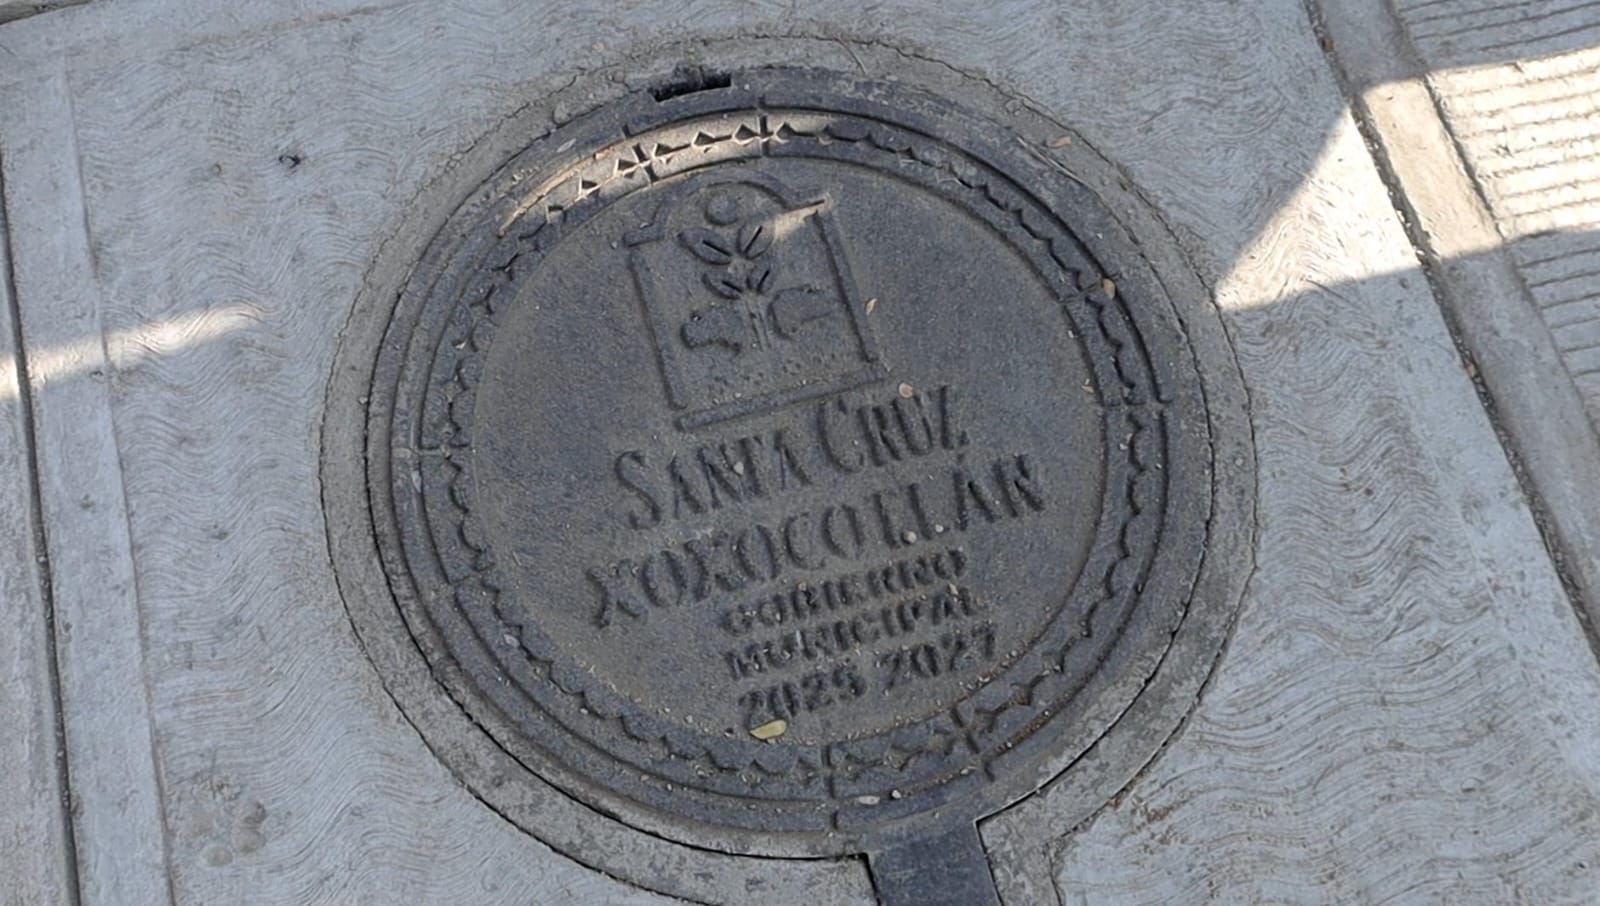 SANTA CRUZ
XOXOCOTLÁN
GOBIERNO
MUNICIPAL
2025 2027